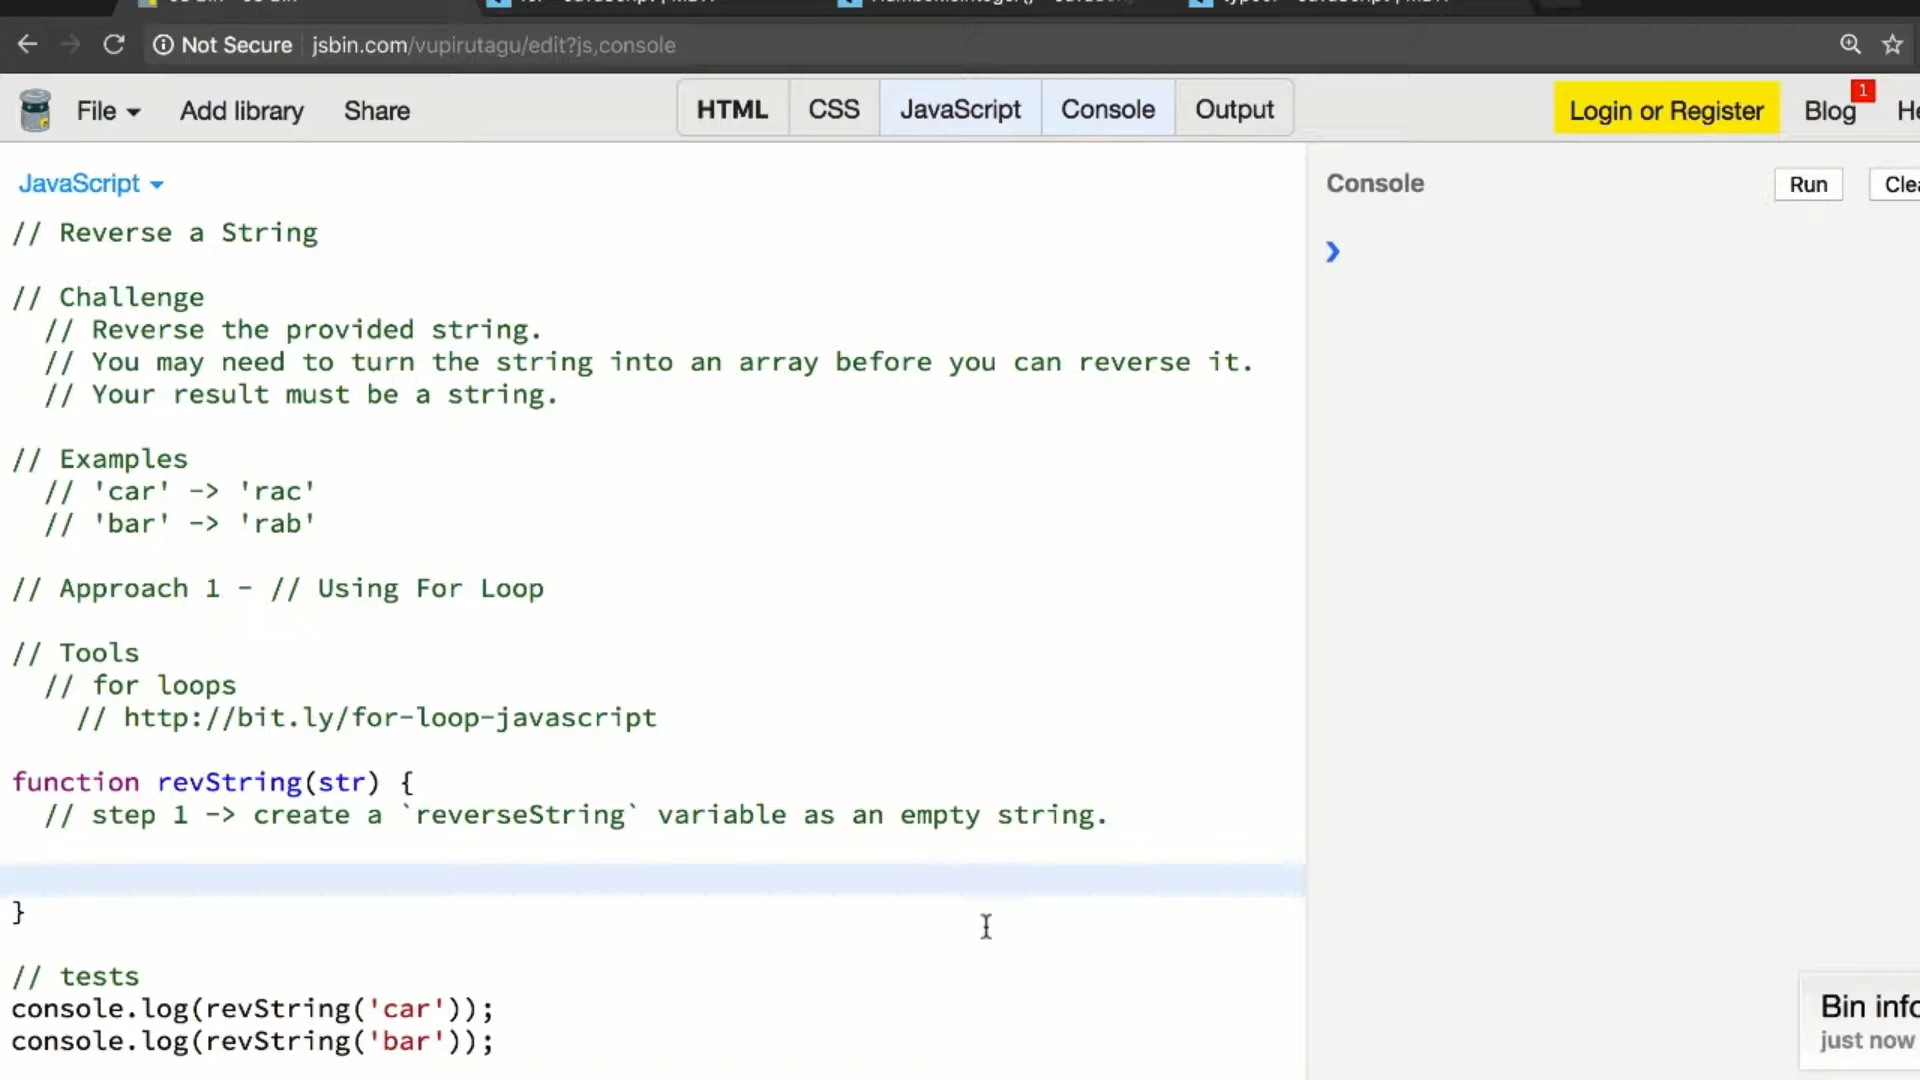 Not Secure jsbin.com/vupirutagu/edit?js,console
File Add library Share HTML CSS JavaScript Console Output Login or Register Blog 1
JavaScript
Console Run
// Reverse a String
// Challenge
// Reverse the provided string.
// You may need to turn the string into an array before you can reverse it.
// Your result must be a string.
// Examples
// 'car' -> 'rac'
// 'bar' -> 'rab'
// Approach 1 - // Using For Loop
// Tools
// for loops
// http://bit.ly/for-loop-javascript
function revString(str) {
// step 1 -> create a `reverseString` variable as an empty string.
}
// tests
console.log(revString('car'));
console.log(revString('bar'));
Bin info
just now